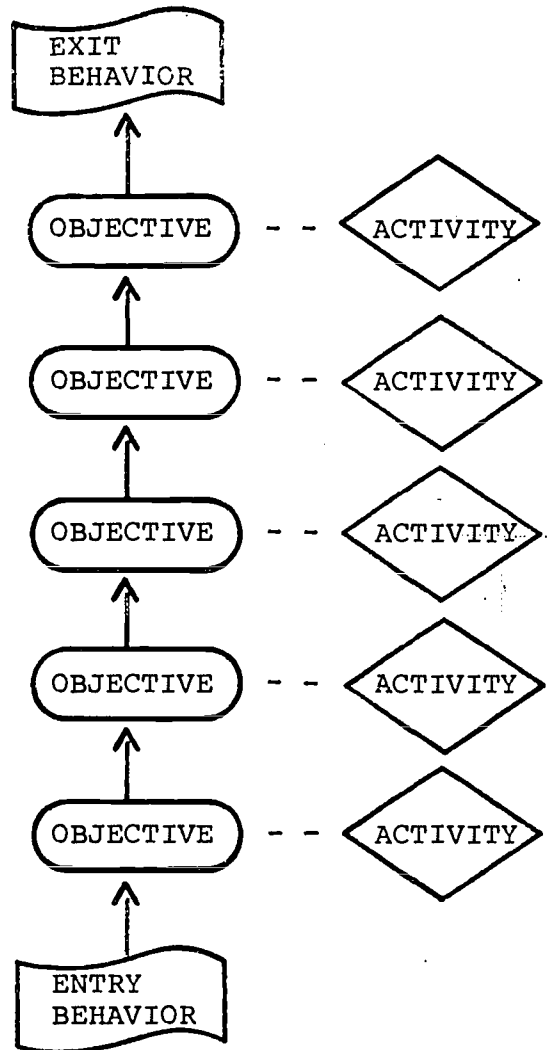 EXIT
BEHAVIOR
OBJECTIVE -- ACTIVITY
OBJECTIVE -- ACTIVITY
OBJECTIVE -- ACTIVITY
OBJECTIVE -- ACTIVITY
OBJECTIVE -- ACTIVITY
ENTRY
BEHAVIOR